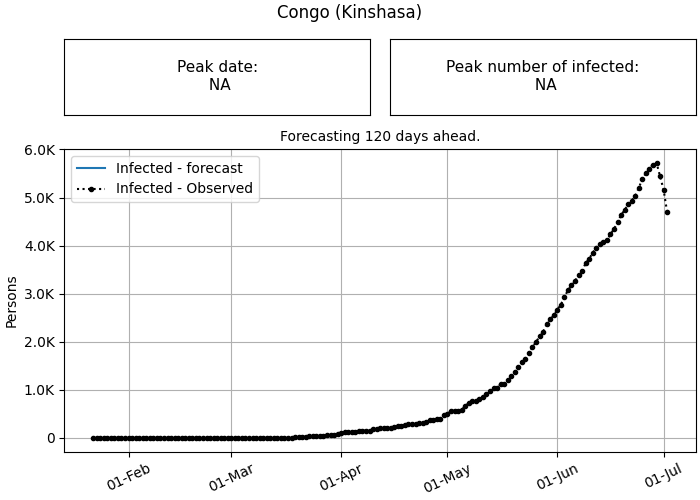 Congo (Kinshasa)
Peak date:
NA
Peak number of infected:
NA
Forecasting 120 days ahead.
Infected - forecast
Infected - Observed
6.0K
5.0K
4.0K
3.0K
2.0K
1.0K
0
Persons
01-Feb
01-Mar
01-Apr
01-May
01-Jun
01-Jul